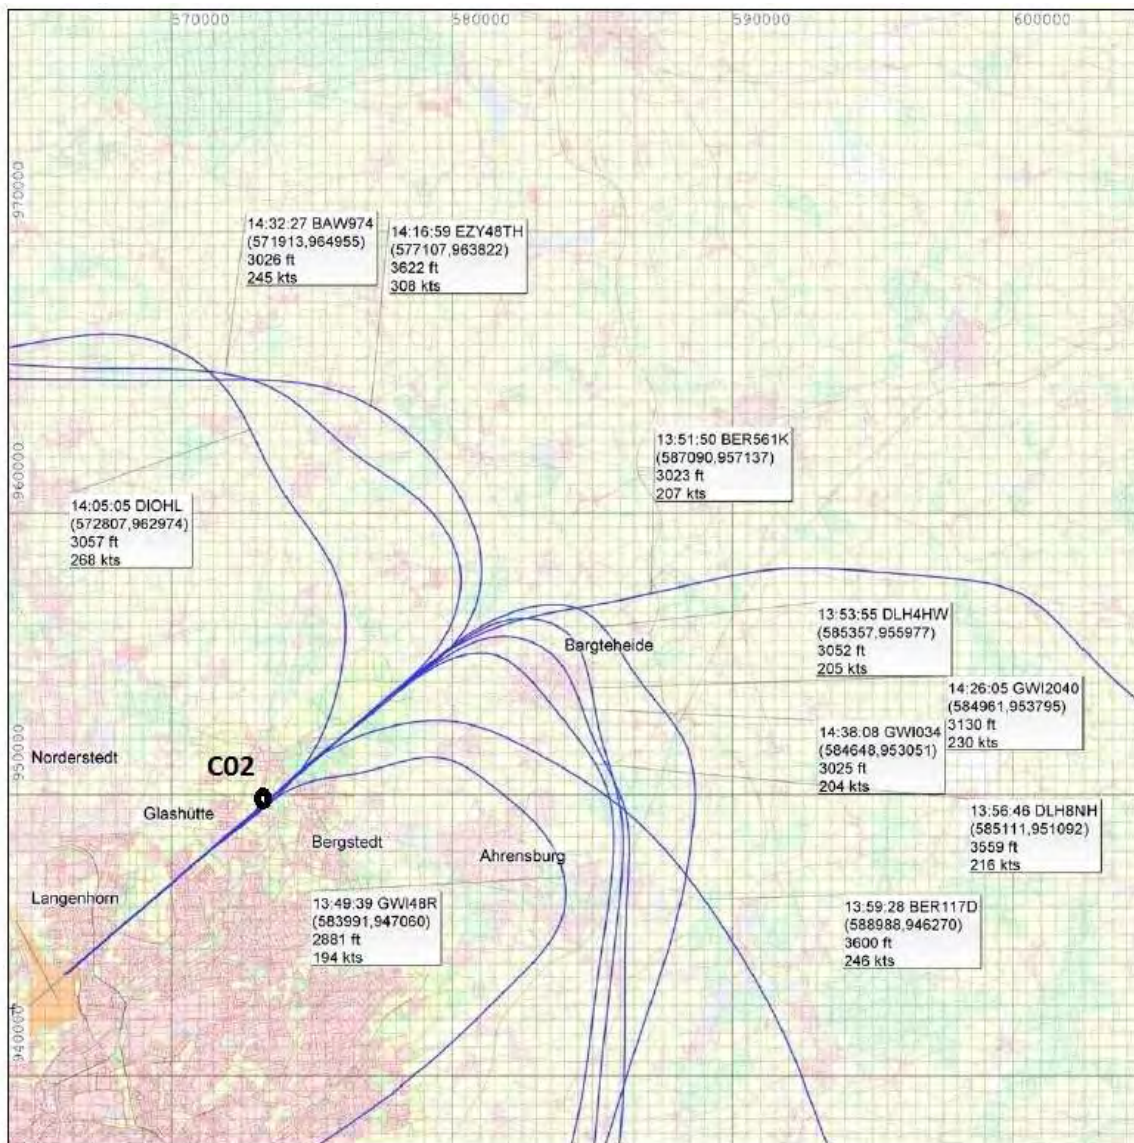 570000
580000
590000
600000
970000
14:32:27 BAW974
(571913,964955)
3026 ft
245 kts
14:16:59 EZY48TH
(577107,963822)
3622 ft
308 kts
13:51:50 BER561K
(587090,957137)
3023 ft
207 kts
960000
14:05:05 DIOHL
(572807,962974)
3057 ft
268 kts
13:53:55 DLH4HW
(585357,955977)
3052 ft
205 kts
Bargteheide
14:26:05 GWI2040
(584961,953795)
3130 ft
230 kts
14:38:08 GWI034
(584648,953051)
3025 ft
204 kts
950000
Norderstedt
C02
Glashütte
13:56:46 DLH8NH
(585111,951092)
3559 ft
216 kts
Bergstedt
Ahrensburg
Langenhorn
13:49:39 GWI48R
(583991,947060)
2881 ft
194 kts
13:59:28 BER117D
(588988,946270)
3600 ft
246 kts
940000